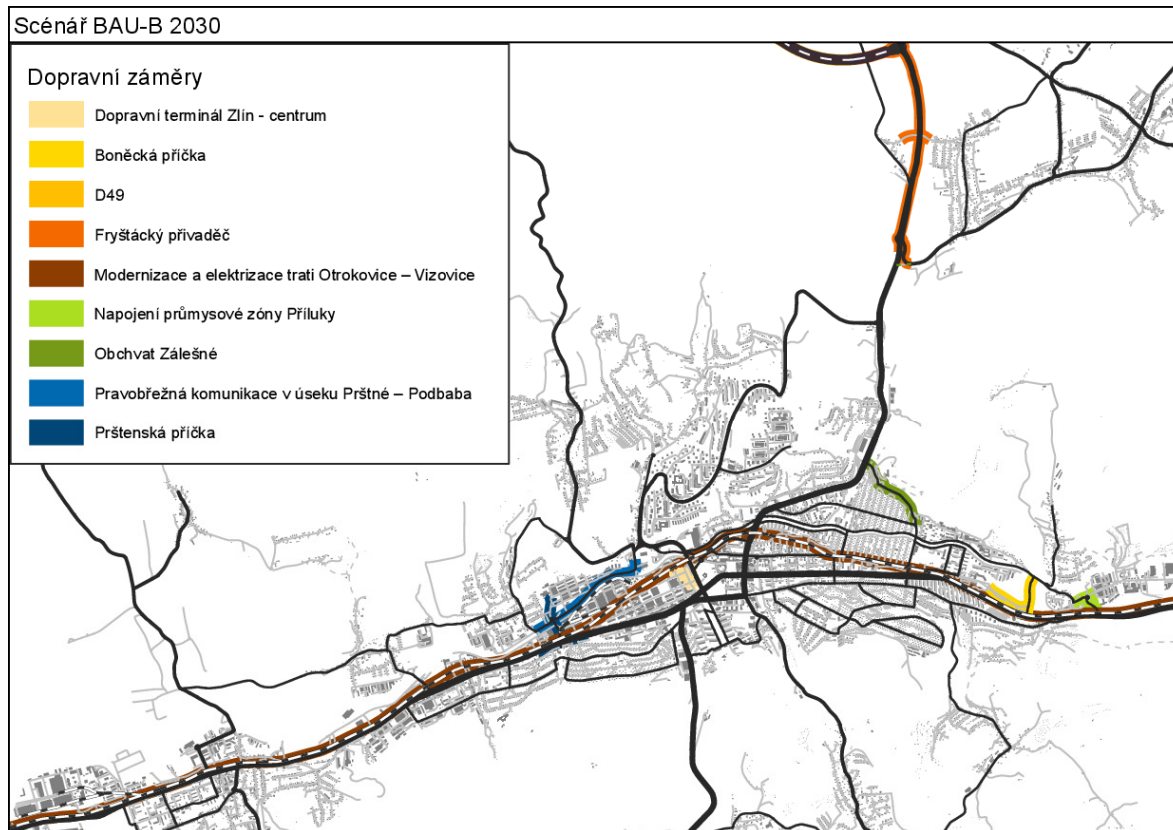 Scénář BAU-B 2030
Dopravní záměry
Dopravní terminál Zlín - centrum
Boněcká příčka
D49
Fryštácký přivaděč
Modernizace a elektrizace trati Otrokovice – Vizovice
Napojení průmysové zóny Příluky
Obchvat Zálešné
Pravobřežná komunikace v úseku Prštné – Podbaba
Prštenská příčka